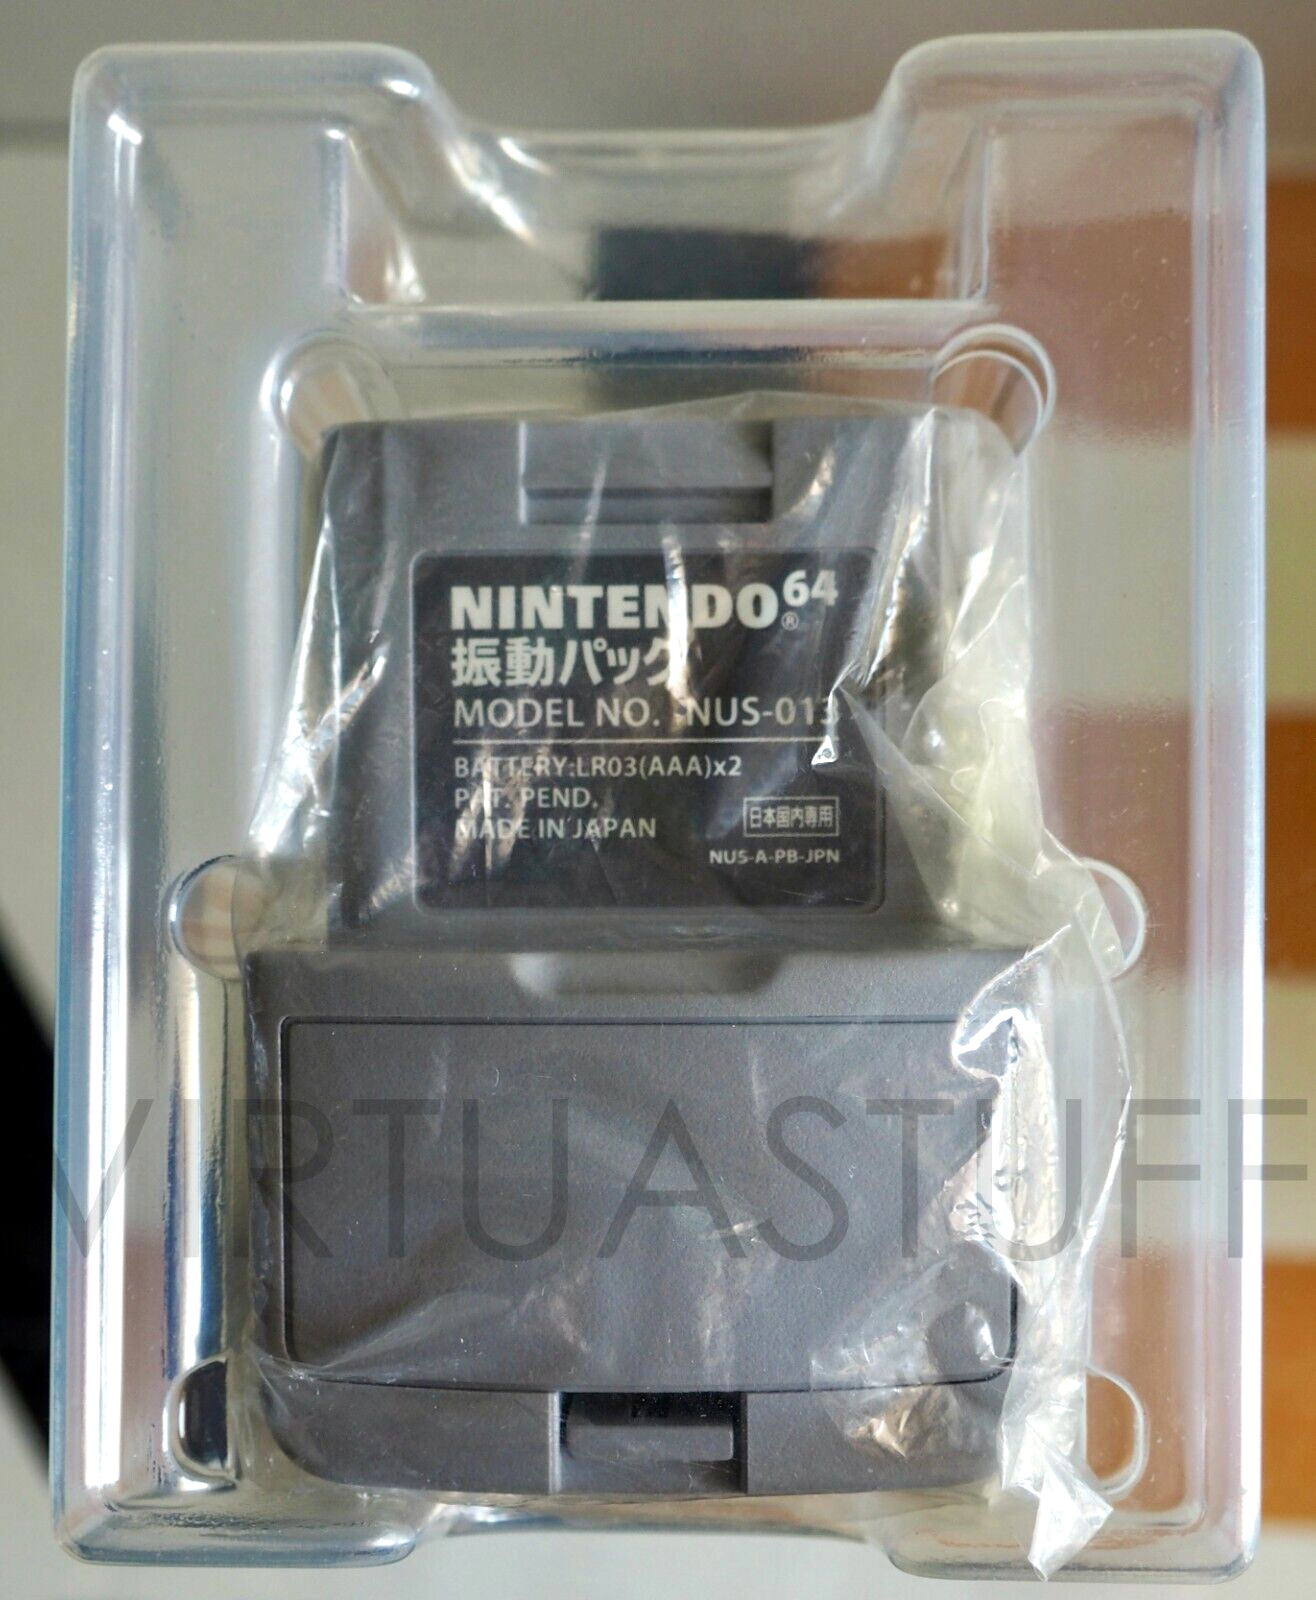 NINTENDO64®
振動パック
MODEL NO. NUS-013
BATTERY:LR03(AAA)x2
PAT. PEND.
MADE IN JAPAN
日本国内専用
NUS-A-PB-JPN
VIRTUASTUFF